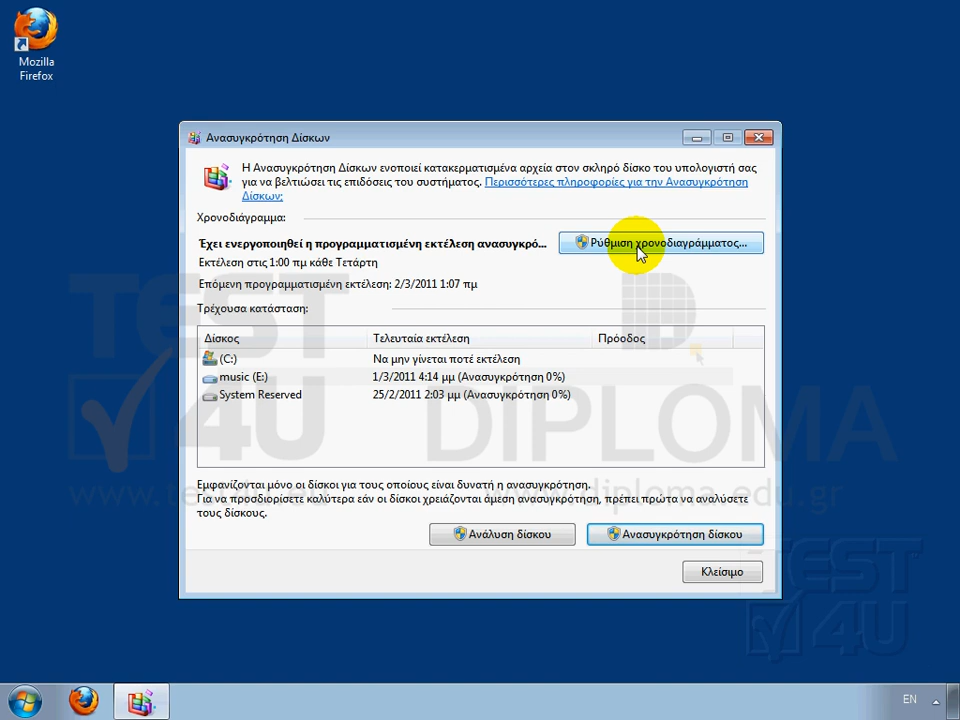 Mozilla
Firefox
Ανασυγκρότηση Δίσκων
Η Ανασυγκρότηση Δίσκων ενοποιεί κατακερματισμένα αρχεία στον σκληρό δίσκο του υπολογιστή σας
για να βελτιώσει τις επιδόσεις του συστήματος. Περισσότερες πληροφορίες για την Ανασυγκρότηση
Δίσκων;
Χρονοδιάγραμμα:
Έχει ενεργοποιηθεί η προγραμματισμένη εκτέλεση ανασυγκρό...
Ρύθμιση χρονοδιαγράμματος...
Εκτέλεση στις 1:00 πμ κάθε Τετάρτη
Επόμενη προγραμματισμένη εκτέλεση: 2/3/2011 1:07 πμ
Τρέχουσα κατάσταση:
Δίσκος Τελευταία εκτέλεση Πρόοδος
(C:) Να μην γίνεται ποτέ εκτέλεση
music (E:) 1/3/2011 4:14 μμ (Ανασυγκρότηση 0%)
System Reserved 25/2/2011 2:03 μμ (Ανασυγκρότηση 0%)
TEST 4U
DIPLOMA
www.test4u.eu www.diploma.edu.gr
Εμφανίζονται μόνο οι δίσκοι για τους οποίους είναι δυνατή η ανασυγκρότηση.
Για να προσδιορίσετε καλύτερα εάν οι δίσκοι χρειάζονται άμεση ανασυγκρότηση, πρέπει πρώτα να αναλύσετε
τους δίσκους.
Ανάλυση δίσκου Ανασυγκρότηση δίσκου
Κλείσιμο
TEST
4U
EN